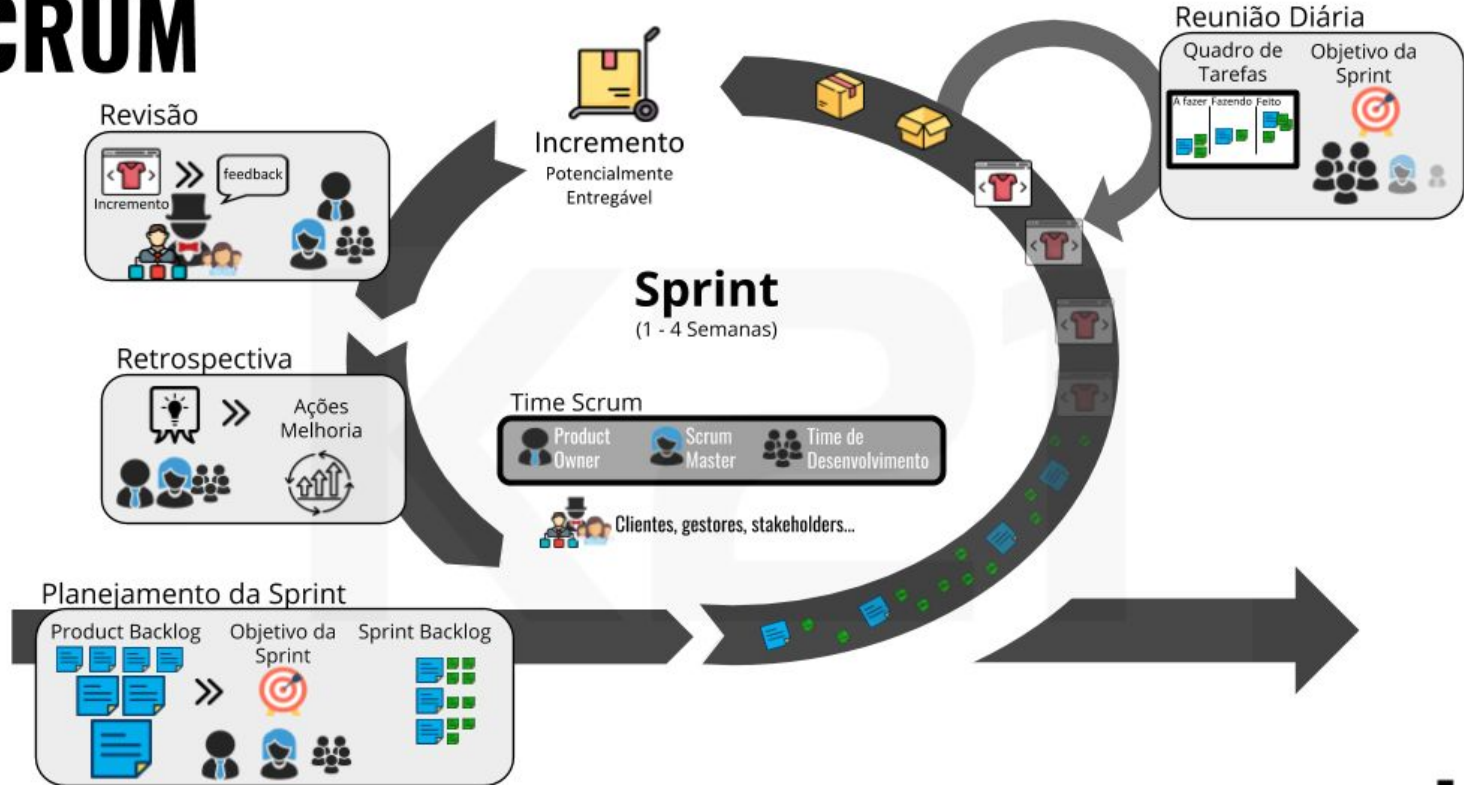 CRUM
Revisão
Incremento
feedback
Incremento
Potencialmente
Entregável
Reunião Diária
Quadro de
Tarefas
Objetivo da
Sprint
A fazer Fazendo Feito
Sprint
(1 - 4 Semanas)
Retrospectiva
Ações
Melhoria
Time Scrum
Product
Owner
Scrum
Master
Time de
Desenvolvimento
Clientes, gestores, stakeholders...
Planejamento da Sprint
Product Backlog
Objetivo da
Sprint
Sprint Backlog
K21